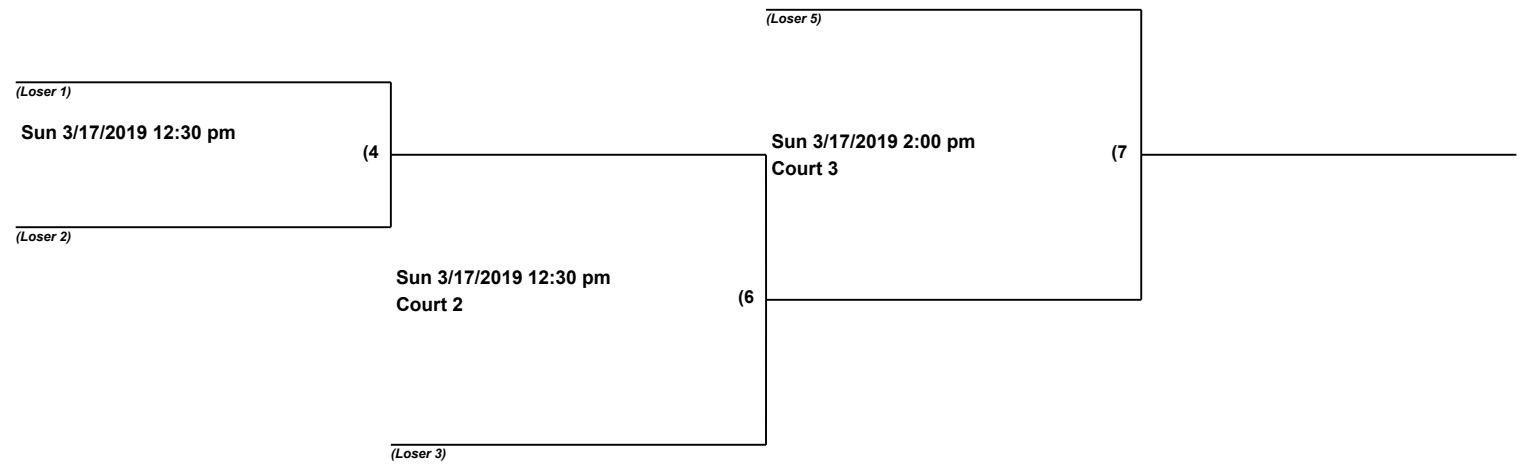 (Loser 5)
(Loser 1)
Sun 3/17/2019 12:30 pm
(4
Sun 3/17/2019 2:00 pm
Court 3
(7
(Loser 2)
Sun 3/17/2019 12:30 pm
Court 2
(6
(Loser 3)